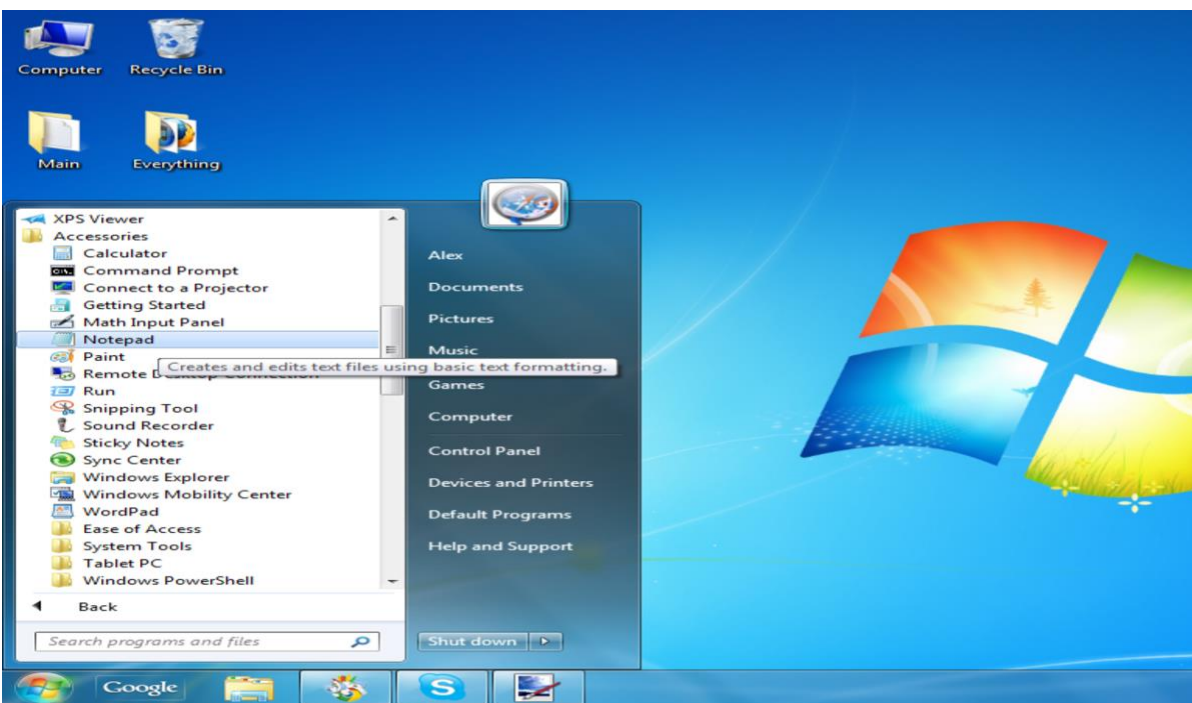 Computer
Recycle Bin
Main
Everything
XPS Viewer
Accessories
Calculator
Command Prompt
Connect to a Projector
Getting Started
Math Input Panel
Notepad
Paint
Creates and edits text files using basic text formatting.
Remote Desktop Connection
Run
Snipping Tool
Sound Recorder
Sticky Notes
Sync Center
Windows Explorer
Windows Mobility Center
WordPad
Ease of Access
System Tools
Tablet PC
Windows PowerShell
Back
Search programs and files
Alex
Documents
Pictures
Music
Games
Computer
Control Panel
Devices and Printers
Default Programs
Help and Support
Shut down
Google